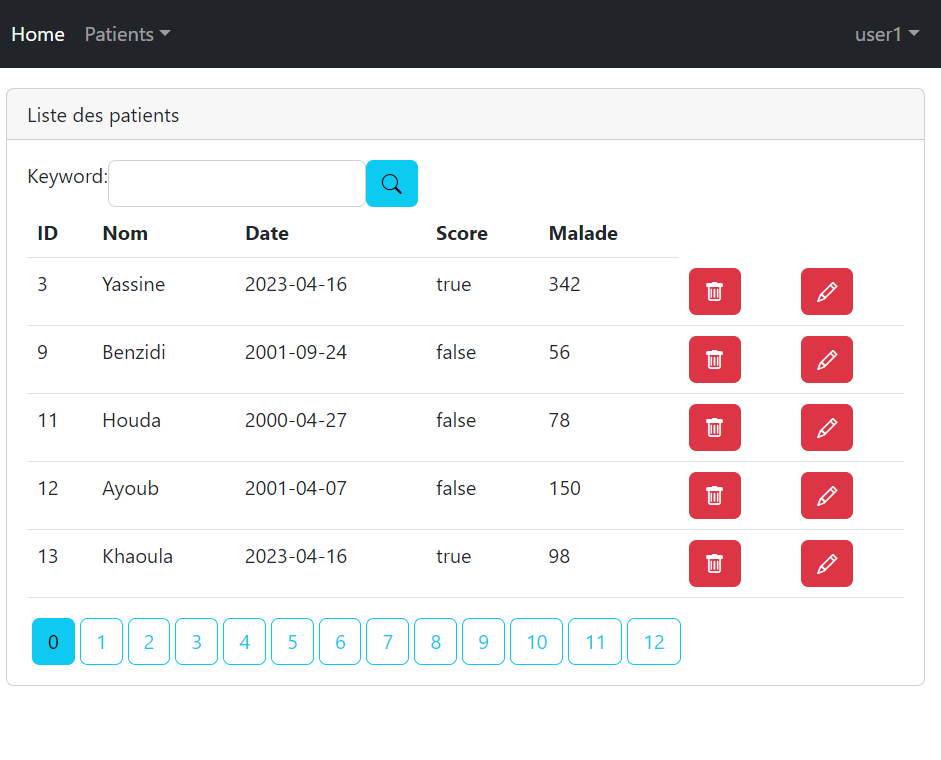 Home Patients user1
Liste des patients
Keyword:
ID Nom Date Score Malade
3 Yassine 2023-04-16 true 342
9 Benzidi 2001-09-24 false 56
11 Houda 2000-04-27 false 78
12 Ayoub 2001-04-07 false 150
13 Khaoula 2023-04-16 true 98
0 1 2 3 4 5 6 7 8 9 10 11 12